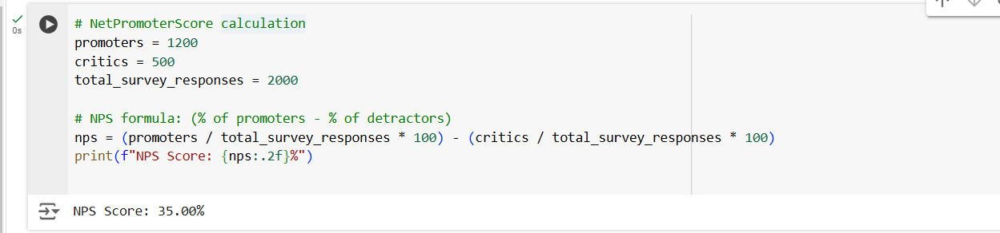 0s
# NetPromoterScore calculation
promoters = 1200
critics = 500
total_survey_responses = 2000
# NPS formula: (% of promoters - % of detractors)
nps = (promoters / total_survey_responses * 100) - (critics / total_survey_responses * 100)
print(f"NPS Score: {nps:.2f}%")
NPS Score: 35.00%